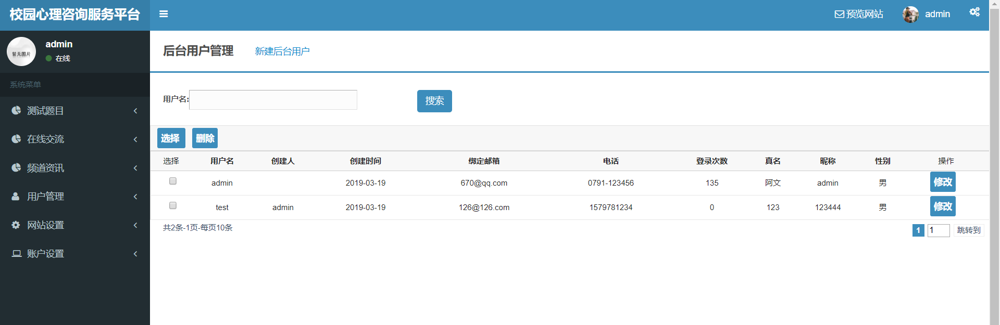 校园心理咨询服务平台
预览网站 admin
admin
暂无图片
在线
系统菜单
测试题目
在线交流
频道资讯
用户管理
网站设置
账户设置
后台用户管理 新建后台用户
用户名: 搜索
选择 删除
选择 用户名 创建人 创建时间 绑定邮箱 电话 登录次数 真名 昵称 性别 操作
admin 2019-03-19 670@qq.com 0791-123456 135 阿文 admin 男 修改
test admin 2019-03-19 126@126.com 1579781234 0 123 123444 男 修改
共2条-1页-每页10条 1 1 跳转到